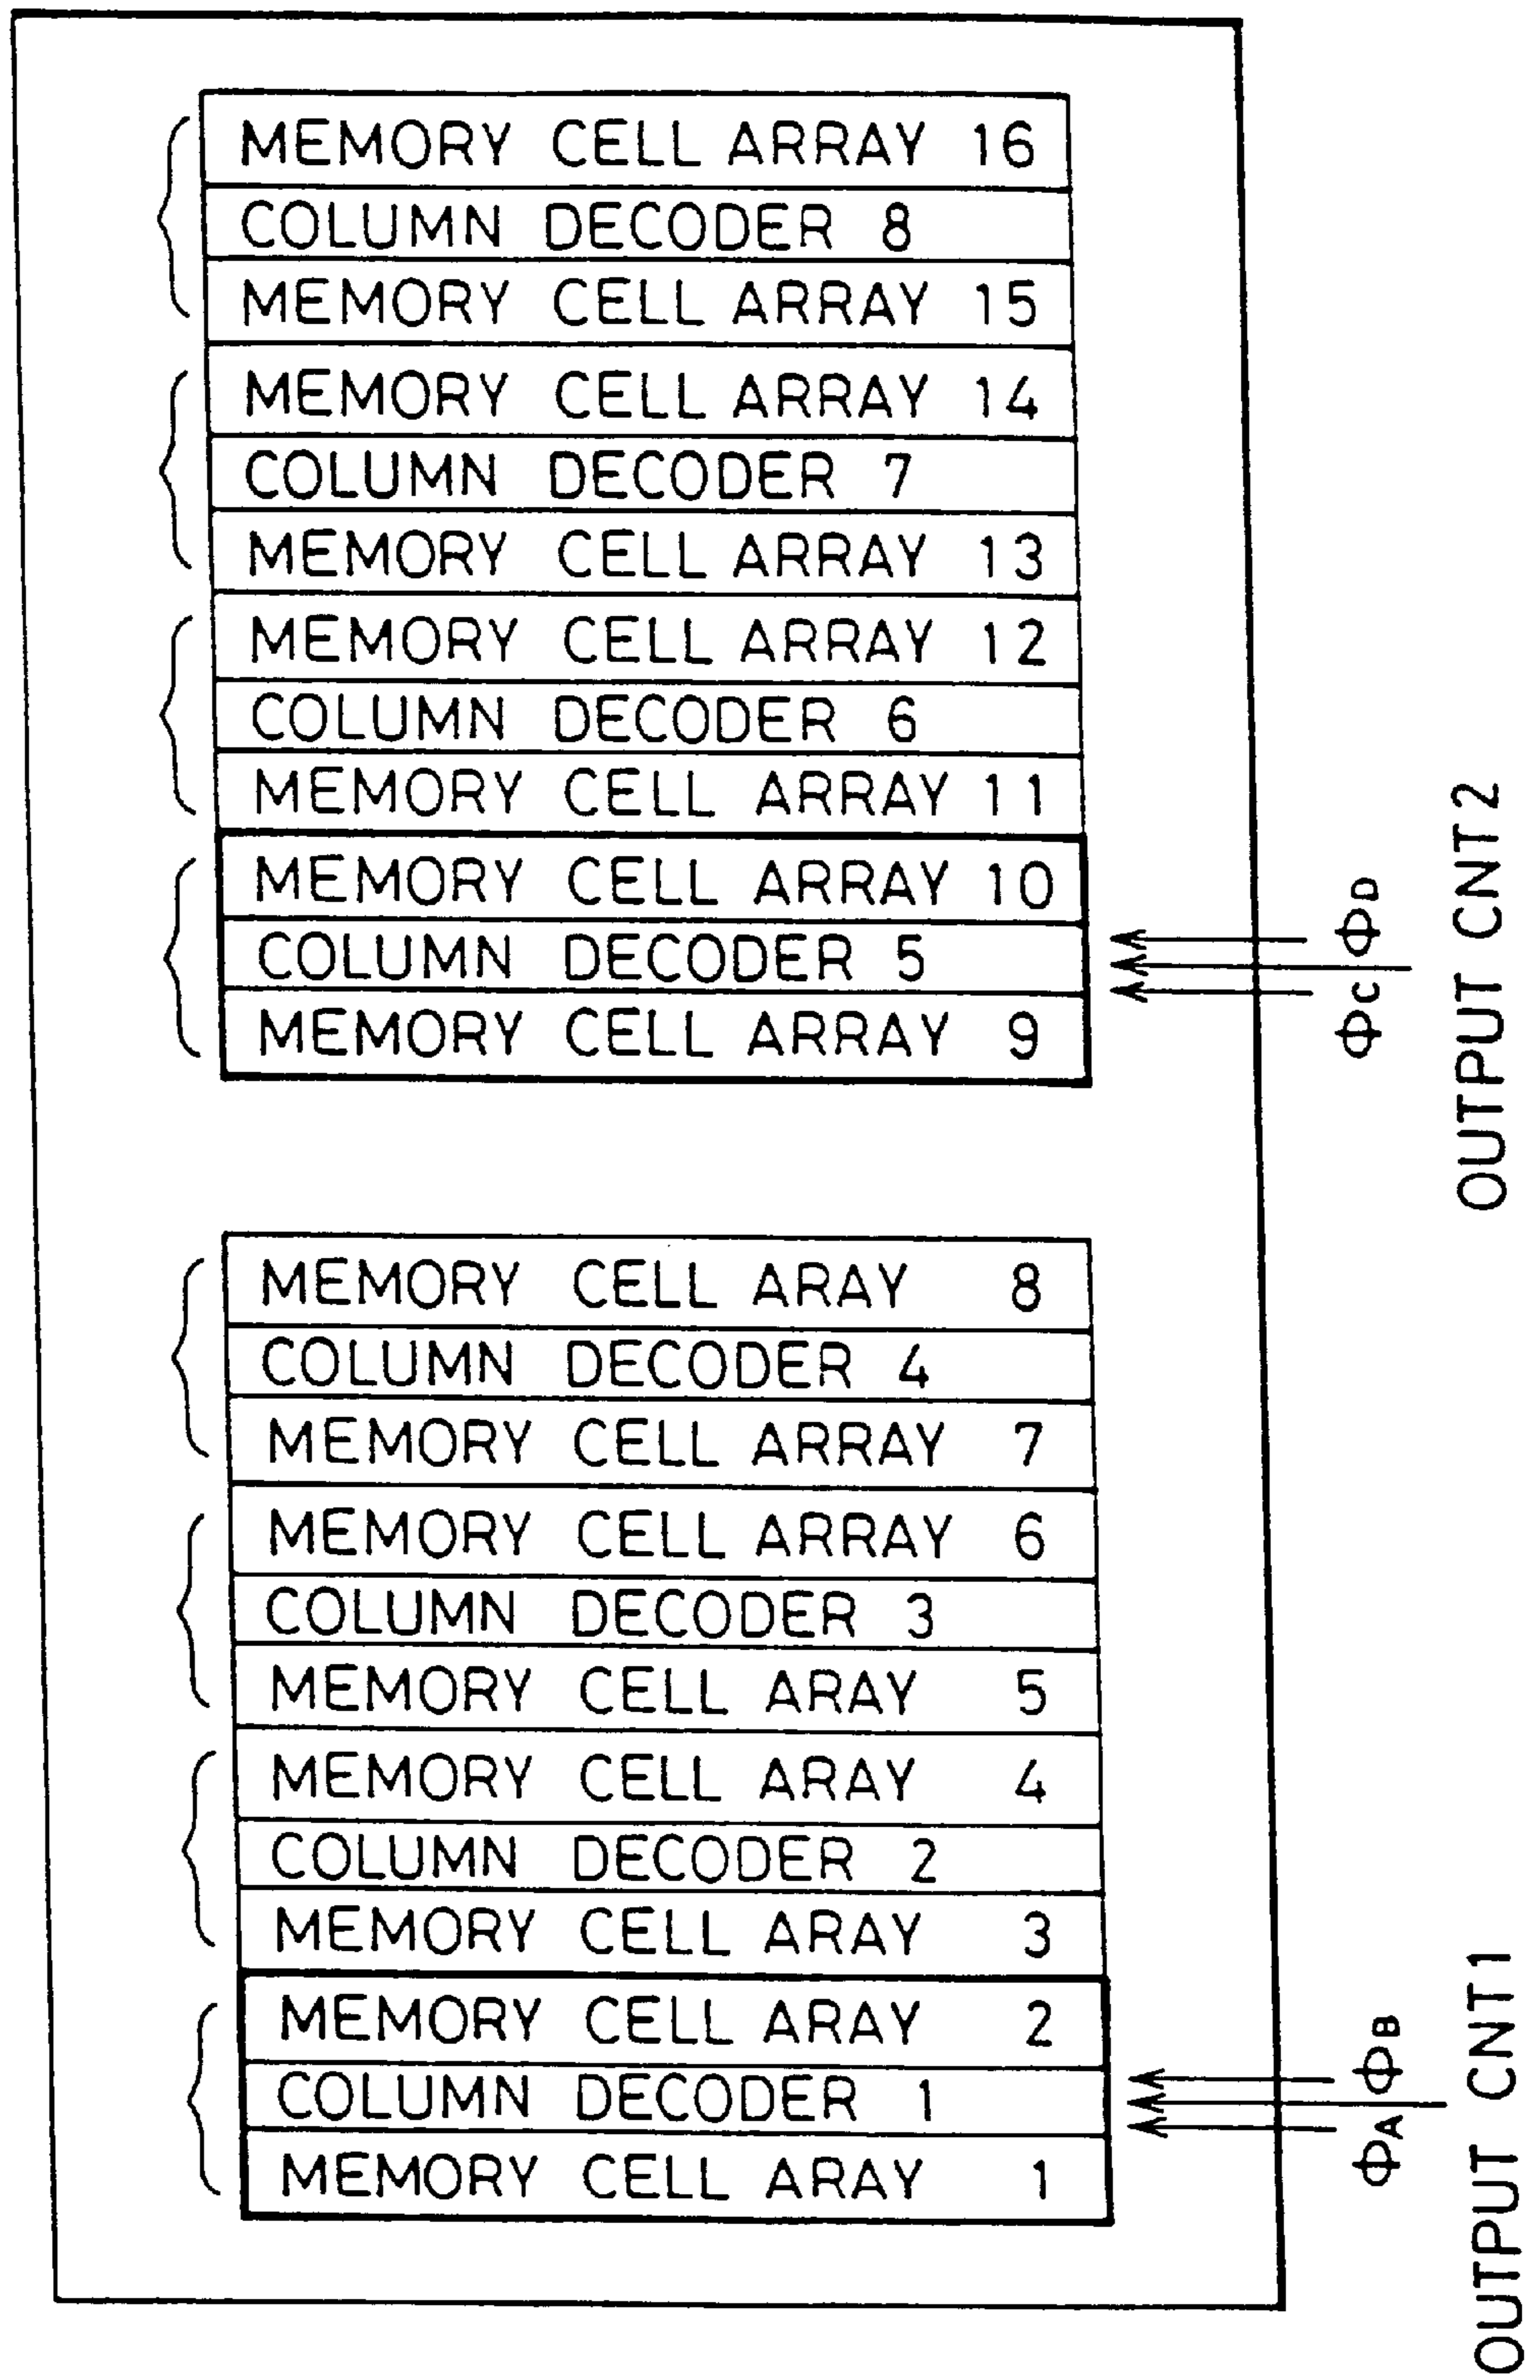 MEMORY CELL ARRAY 16
COLUMN DECODER 8
MEMORY CELL ARRAY 15
MEMORY CELL ARRAY 14
COLUMN DECODER 7
MEMORY CELL ARRAY 13
MEMORY CELL ARRAY 12
COLUMN DECODER 6
MEMORY CELL ARRAY 11
MEMORY CELL ARRAY 10
COLUMN DECODER 5
MEMORY CELL ARRAY 9
ΦC ΦD
OUTPUT CNT2
MEMORY CELL ARAY 8
COLUMN DECODER 4
MEMORY CELL ARRAY 7
MEMORY CELL ARRAY 6
COLUMN DECODER 3
MEMORY CELL ARAY 5
MEMORY CELL ARAY 4
COLUMN DECODER 2
MEMORY CELL ARAY 3
MEMORY CELL ARAY 2
COLUMN DECODER 1
MEMORY CELL ARAY 1
ΦA ΦB
OUTPUT CNT1